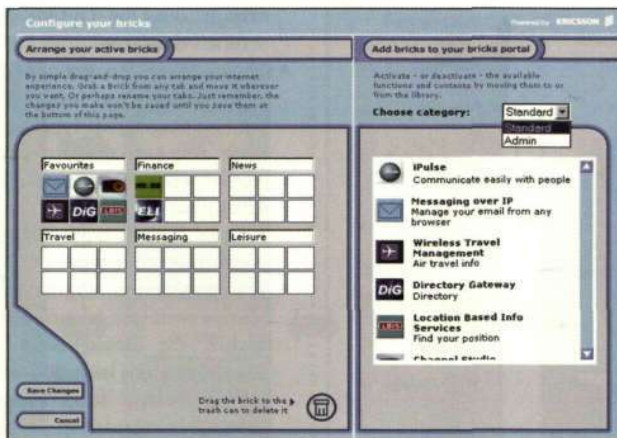 Configure your bricks
Powered by ERICSSON
Arrange your active bricks
By simple drag-and-drop you can arrange your internet
experience. Grab a Brick from any tab and move it wherever
you want. Or perhaps rename your tabs. Just remember, the
changes you make won't be saved until you save them at
the bottom of this page.
Favourites
Finance
News
DiG
LBIS
ELI
Travel
Messaging
Leisure
Save Changes
Cancel
Drag the brick to the
trash can to delete it
Add bricks to your bricks portal
Activate - or deactivate - the available
functions and contents by moving them to or
from the library.
Choose category:
Standard
Standard
Admin
iPulse
Communicate easily with people
Messaging over IP
Manage your email from any
browser
Wireless Travel
Management
Air travel info
DiG
Directory Gateway
Directory
LBIS
Location Based Info
Services
Find your position
Channel Studio